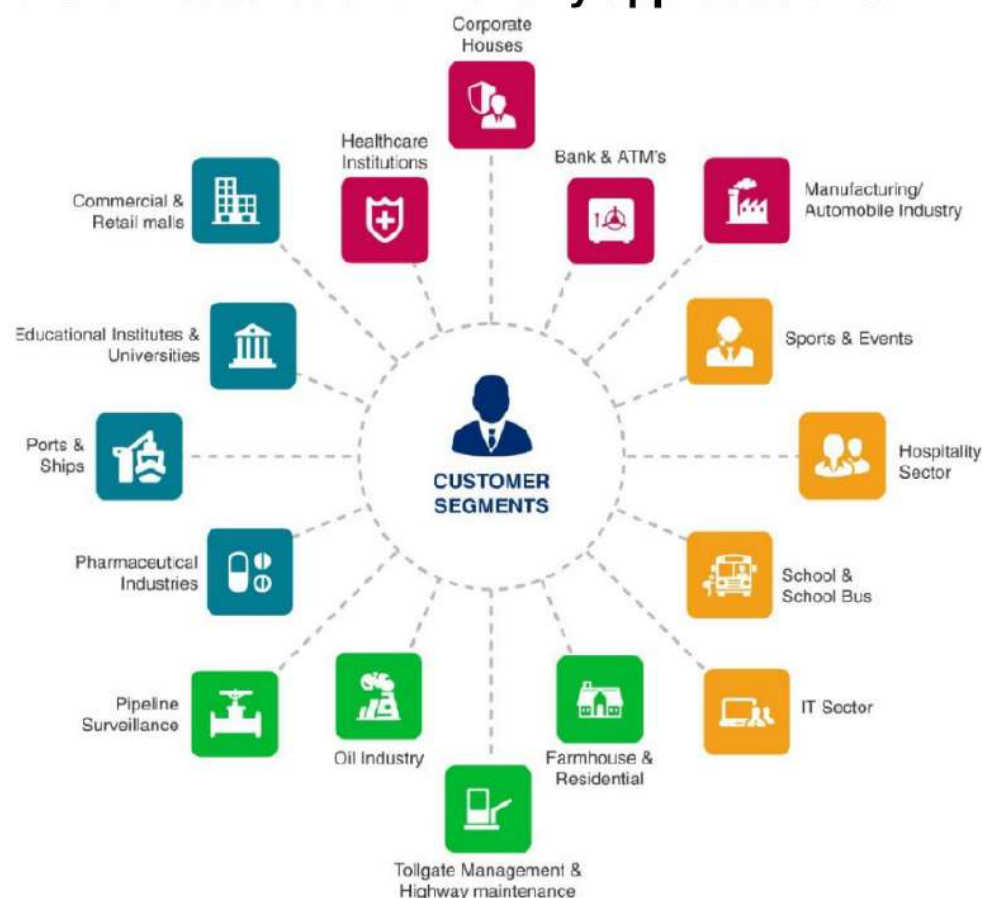 Corporate
Houses
Healthcare
Institutions
Bank & ATM's
Commercial &
Retail malls
Manufacturing/
Automobile Industry
Educational Institutes &
Universities
Sports & Events
Ports &
Ships
CUSTOMER
SEGMENTS
Hospitality
Sector
Pharmaceutical
Industries
School &
School Bus
Pipeline
Surveillance
IT Sector
Oil Industry
Farmhouse &
Residential
Tollgate Management &
Highway maintenance